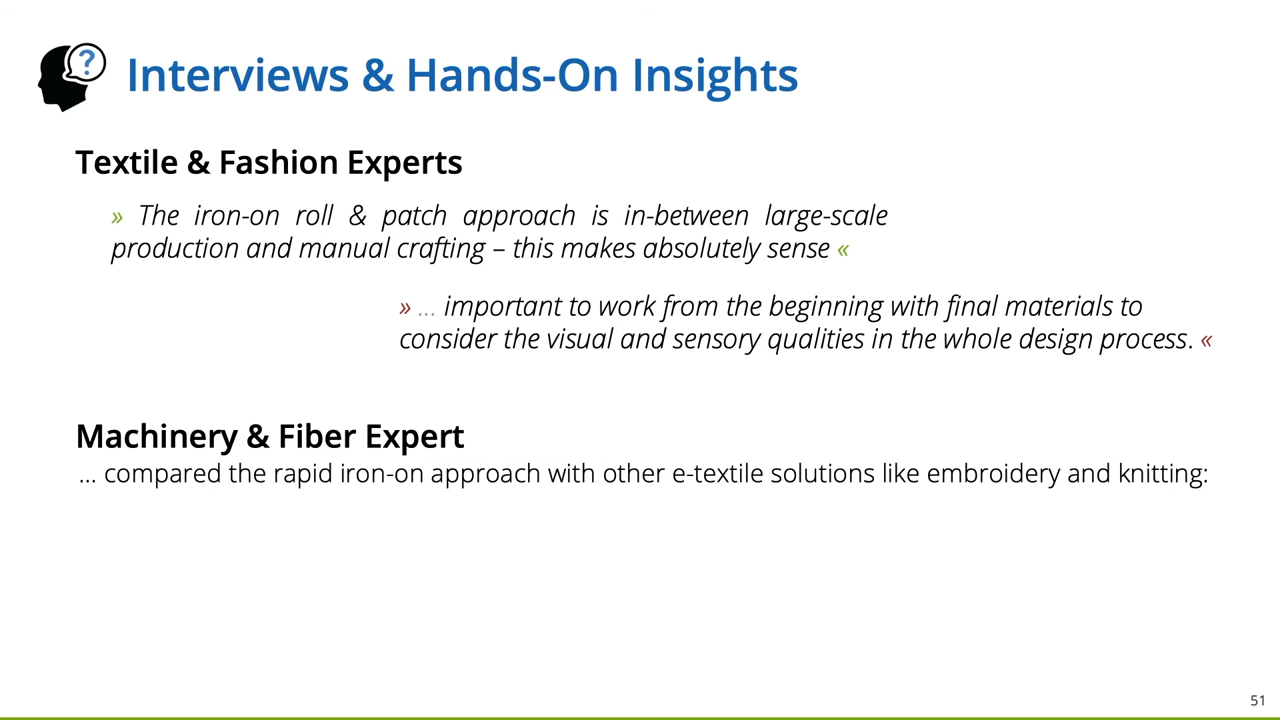 ?
Interviews & Hands-On Insights
Textile & Fashion Experts
» The iron-on roll & patch approach is in-between large-scale
production and manual crafting – this makes absolutely sense «
» ... important to work from the beginning with final materials to
consider the visual and sensory qualities in the whole design process. «
Machinery & Fiber Expert
... compared the rapid iron-on approach with other e-textile solutions like embroidery and knitting:
51